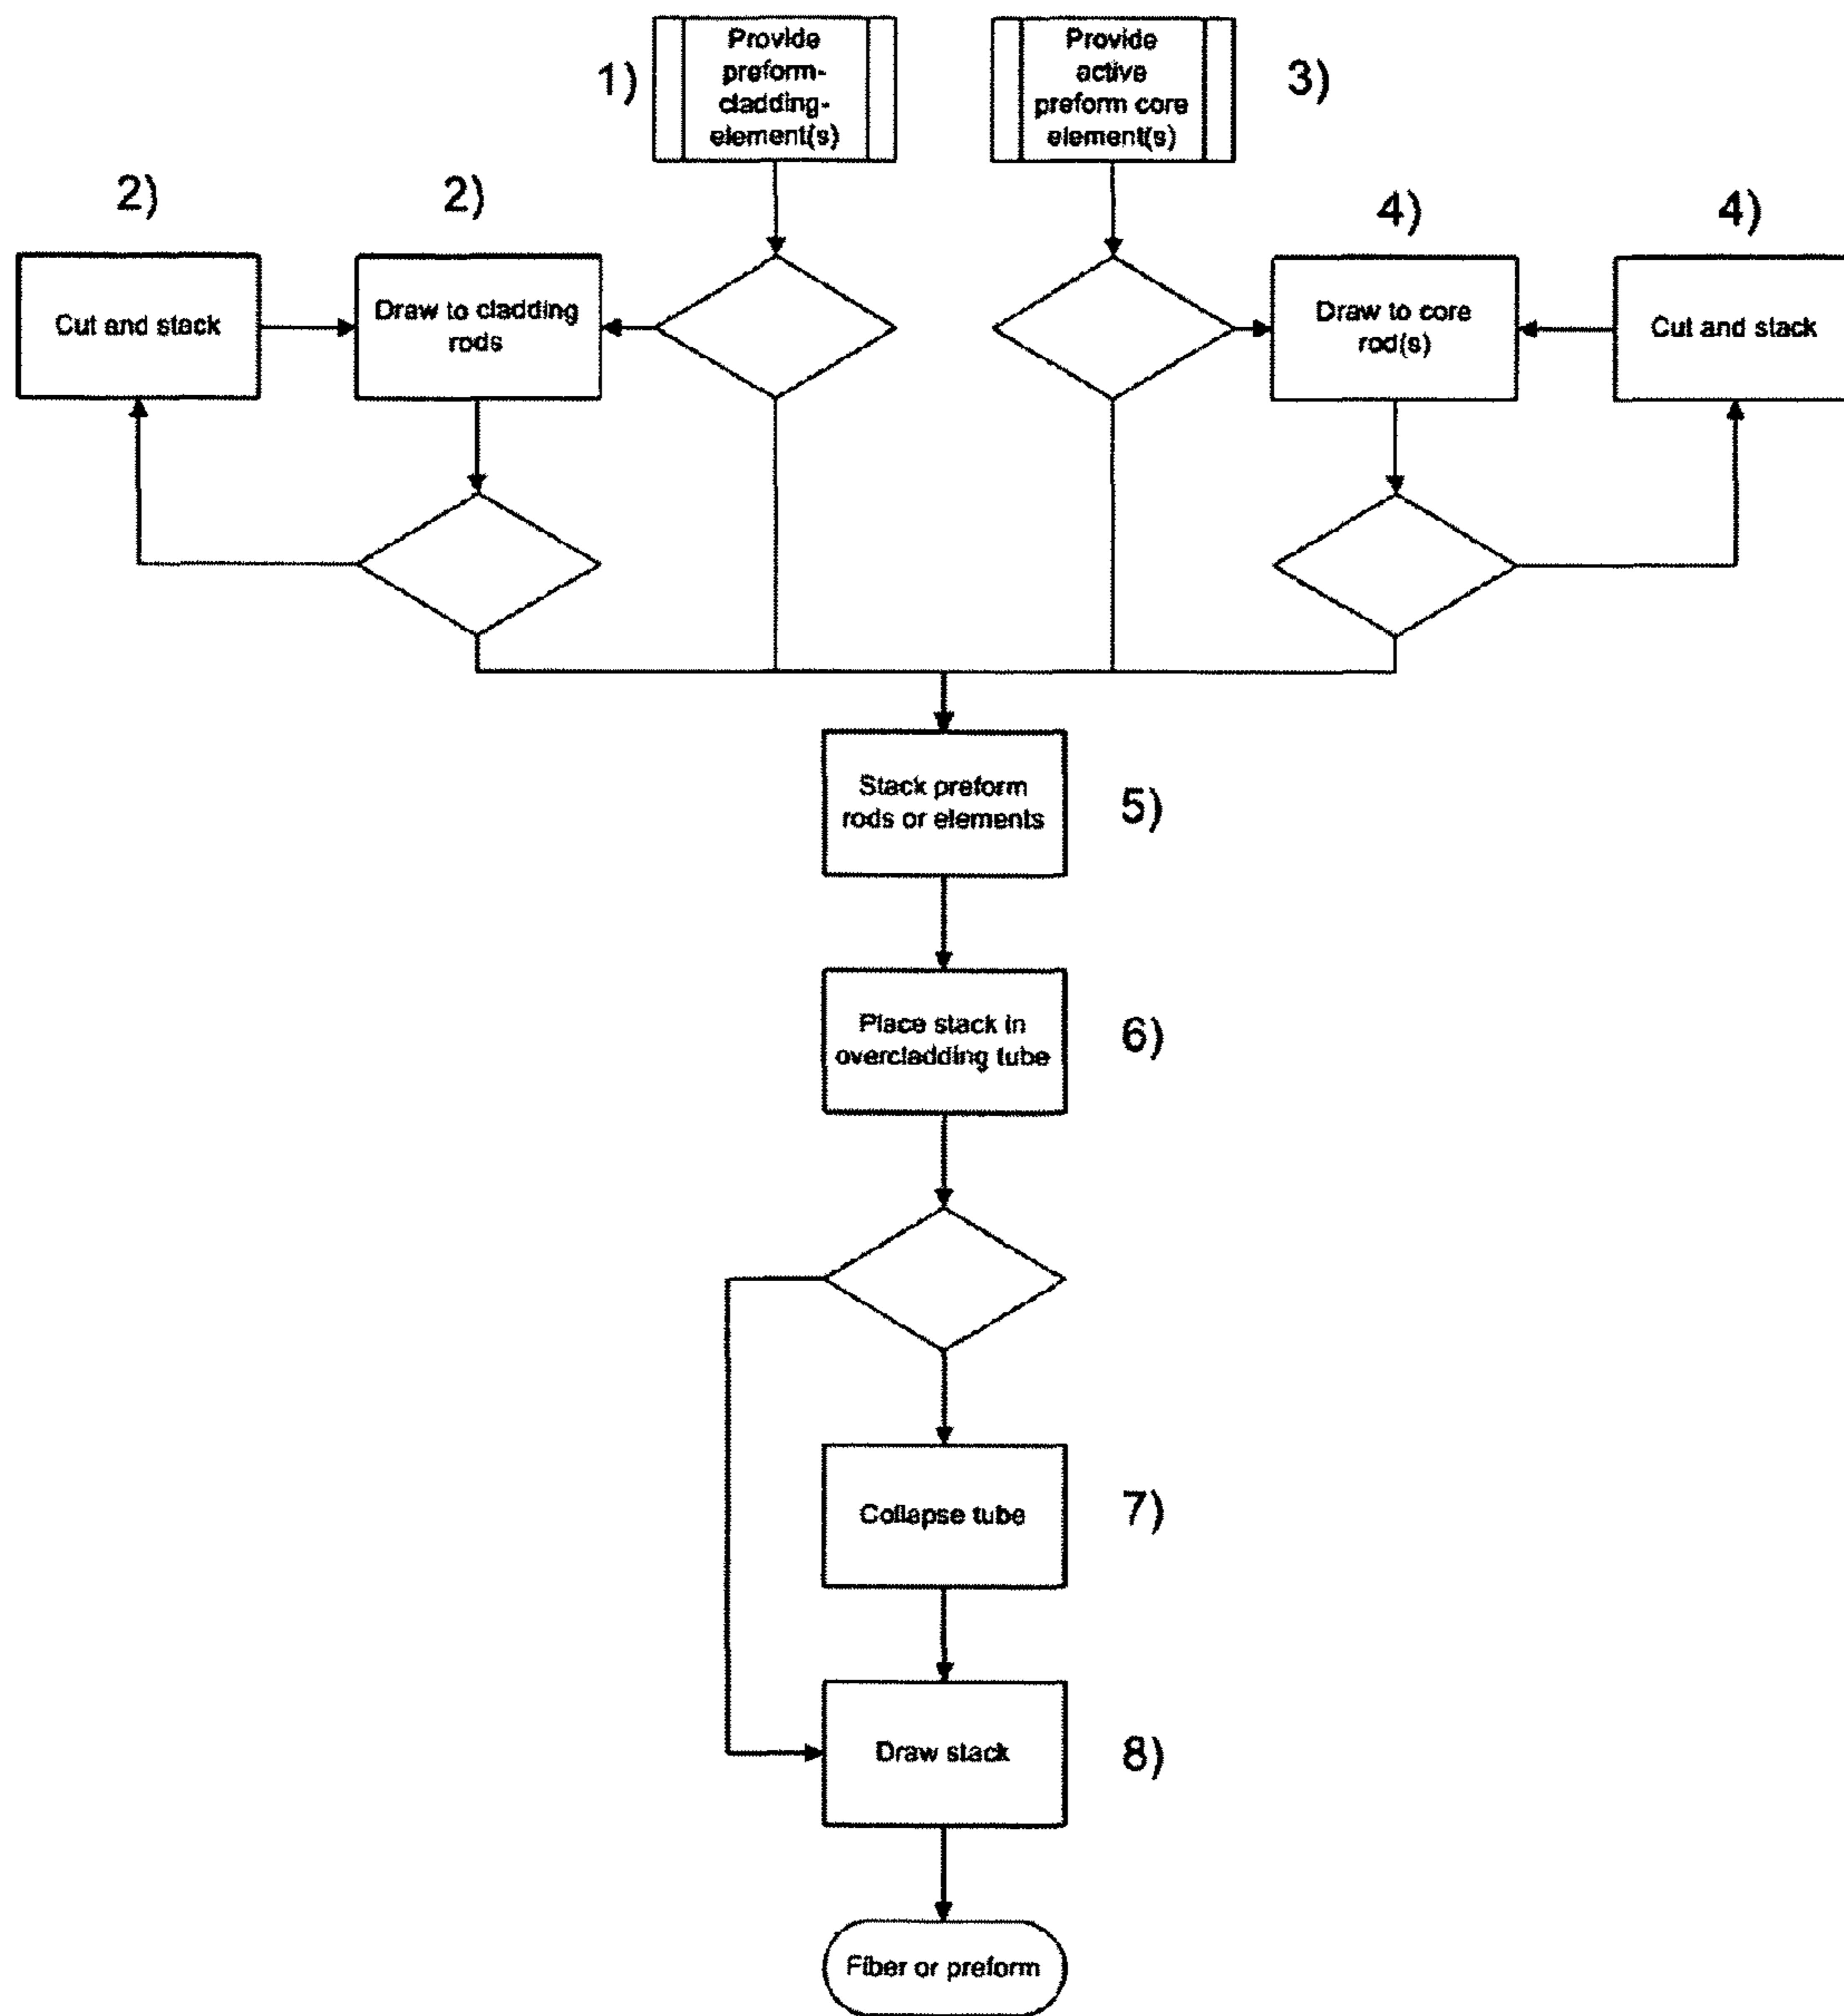 1)
Provide
preform-
cladding-
element(s)
Provide
active
preform core
element(s)
3)
2)
2)
4)
4)
Cut and stack
Draw to cladding
rods
Draw to core
rod(s)
Cut and stack
Stack preform
rods or elements
5)
Place stack in
overcladding tube
6)
Collapse tube
7)
Draw stack
8)
Fiber or preform